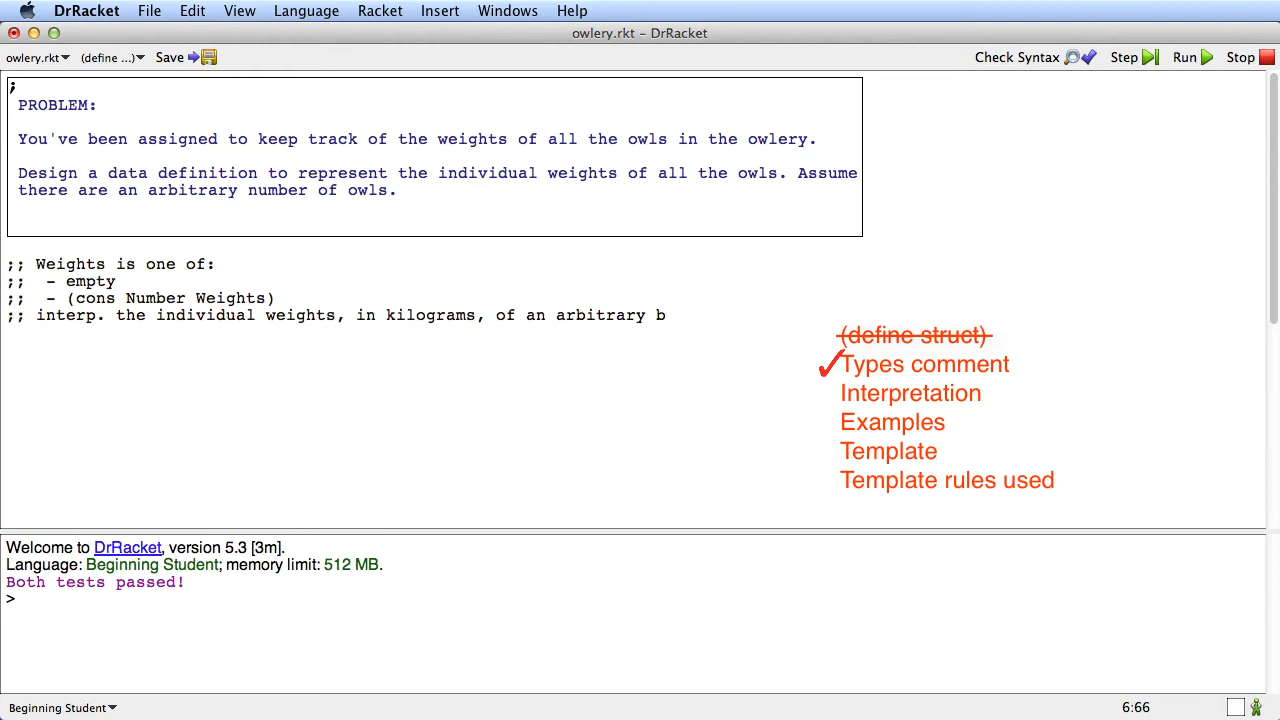 DrRacket File Edit View Language Racket Insert Windows Help
owlery.rkt – DrRacket
owlery.rkt (define ...) Save Check Syntax Step Run Stop
;
PROBLEM:
You've been assigned to keep track of the weights of all the owls in the owlery.
Design a data definition to represent the individual weights of all the owls. Assume
there are an arbitrary number of owls.
;; Weights is one of:
;;  - empty
;;  - (cons Number Weights)
;; interp. the individual weights, in kilograms, of an arbitrary b
(define struct)
✓Types comment
Interpretation
Examples
Template
Template rules used
Welcome to DrRacket, version 5.3 [3m].
Language: Beginning Student; memory limit: 512 MB.
Both tests passed!
>
Beginning Student 6:66